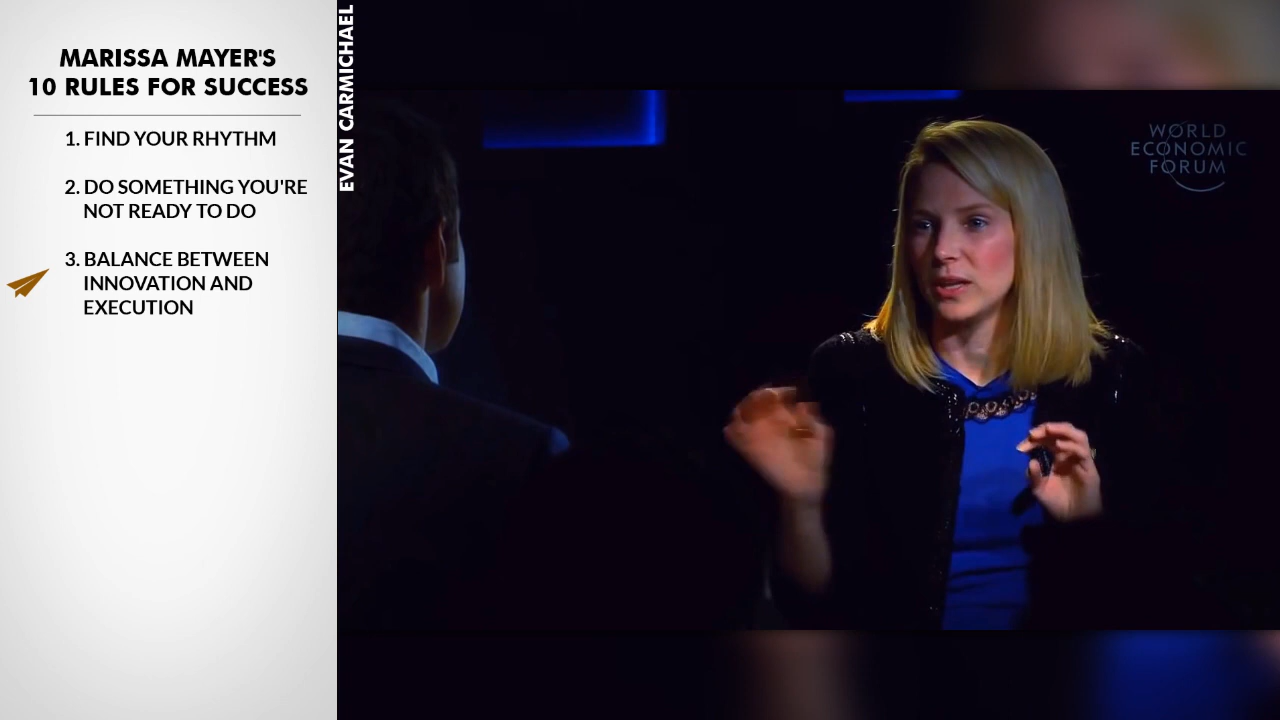 MARISSA MAYER'S
10 RULES FOR SUCCESS
1. FIND YOUR RHYTHM
2. DO SOMETHING YOU'RE
NOT READY TO DO
3. BALANCE BETWEEN
INNOVATION AND
EXECUTION
EVAN CARMICHAEL
WORLD
ECONOMIC
FORUM